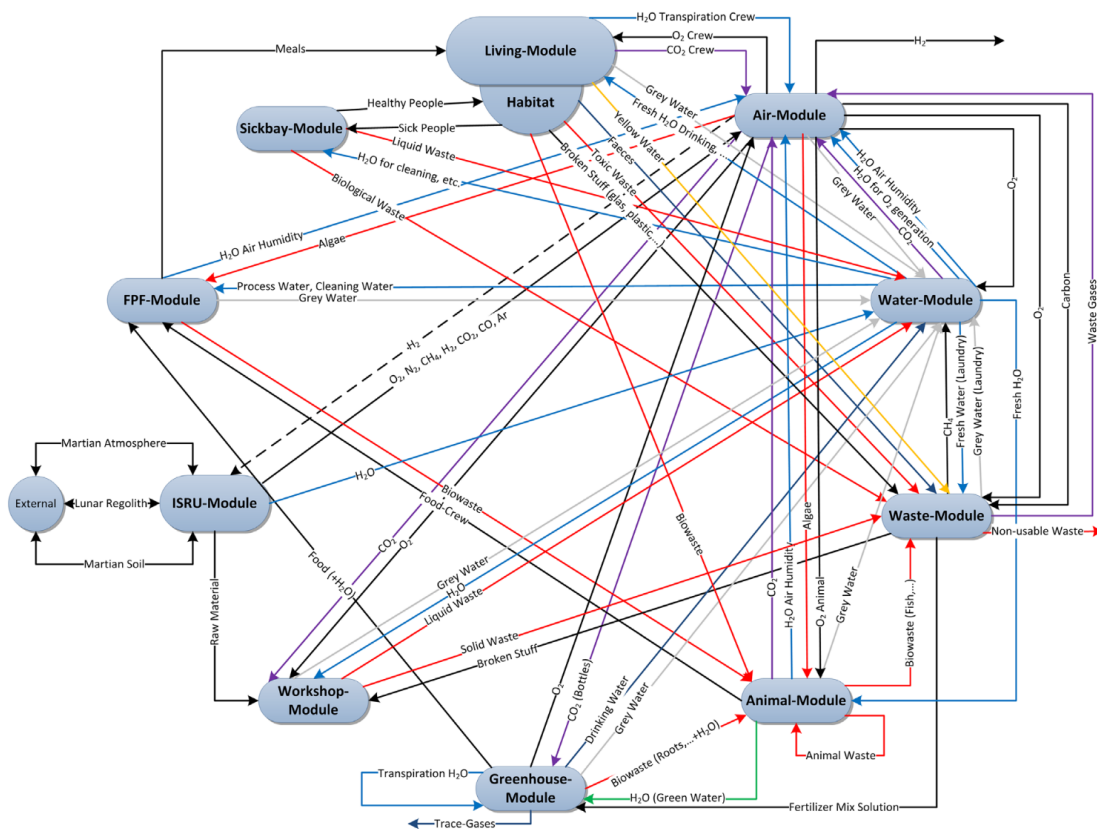 H₂O Transpiration Crew
O₂ Crew
H₂
Meals
Living-Module
CO₂ Crew
Grey Water
Habitat
Healthy People
Fresh H₂O Drinking,...
Air-Module
Sickbay-Module
Sick People
Yellow Water
Liquid Waste
Faeces
Toxic Waste
Broken Stuff (glas, plastic,...)
H₂O for cleaning, etc.
Biological Waste
H₂O Air Humidity
H₂O for O₂ generation
Grey Water
CO₂
O₂
H₂O Air Humidity
Algae
Carbon
Waste Gases
O₂
FPF-Module
Process Water, Cleaning Water
Grey Water
Water-Module
H₂
O₂, N₂, CH₄, H₂, CO₂, CO, Ar
CH₄
Fresh Water (Laundry)
Grey Water (Laundry)
Fresh H₂O
Martian Atmosphere
H₂O
External
Lunar Regolith
ISRU-Module
Biowaste
Food-Crew
Algae
Waste-Module
Non-usable Waste
Martian Soil
CO₂
O₂
Biowaste
Food (+H₂O)
Grey Water
H₂O
Liquid Waste
CO₂
H₂O Air Humidity
O₂ Animal
Grey Water
Biowaste (Fish,...)
Raw Material
Solid Waste
Broken Stuff
Workshop-
Module
O₂
CO₂ (Bottles)
Drinking Water
Grey Water
Animal-Module
Biowaste (Roots,...+H₂O)
Animal Waste
Transpiration H₂O
Greenhouse-
Module
H₂O (Green Water)
Fertilizer Mix Solution
Trace-Gases